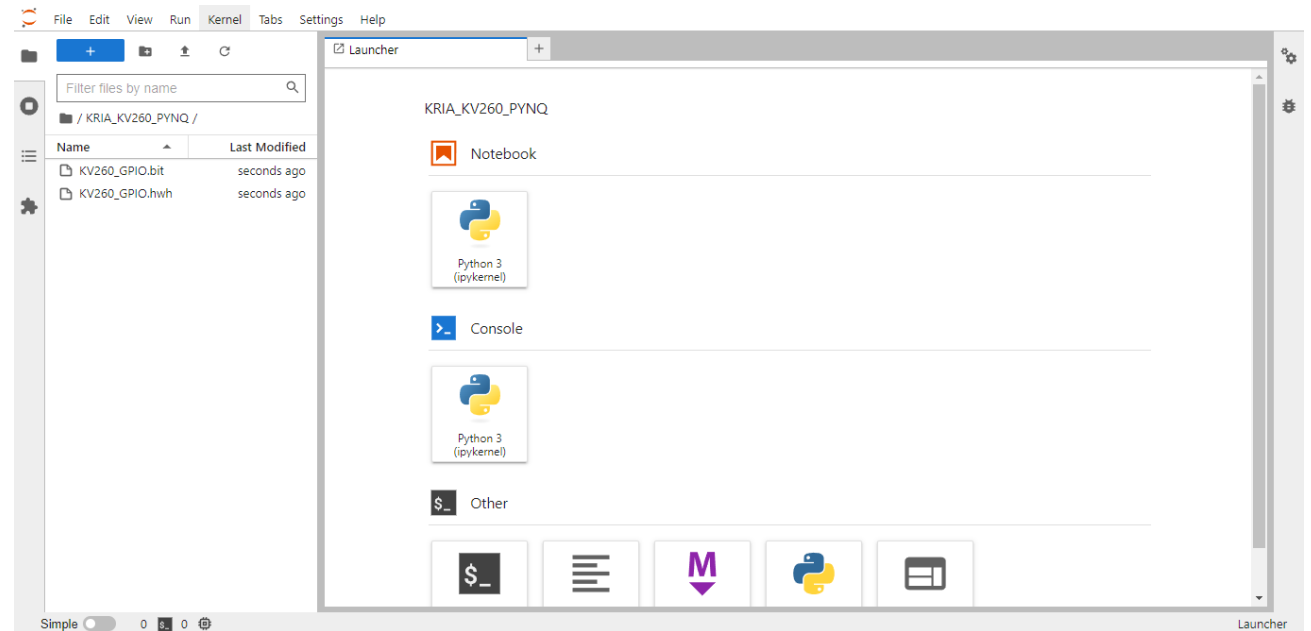 File Edit View Run Kernel Tabs Settings Help
+
Launcher
+
Filter files by name
/ KRIA_KV260_PYNQ /
Name Last Modified
KV260_GPIO.bit seconds ago
KV260_GPIO.hwh seconds ago
KRIA_KV260_PYNQ
Notebook
Python 3
(ipykernel)
>_ Console
Python 3
(ipykernel)
$_ Other
$_
M
Simple 0 $_ 0 Launcher